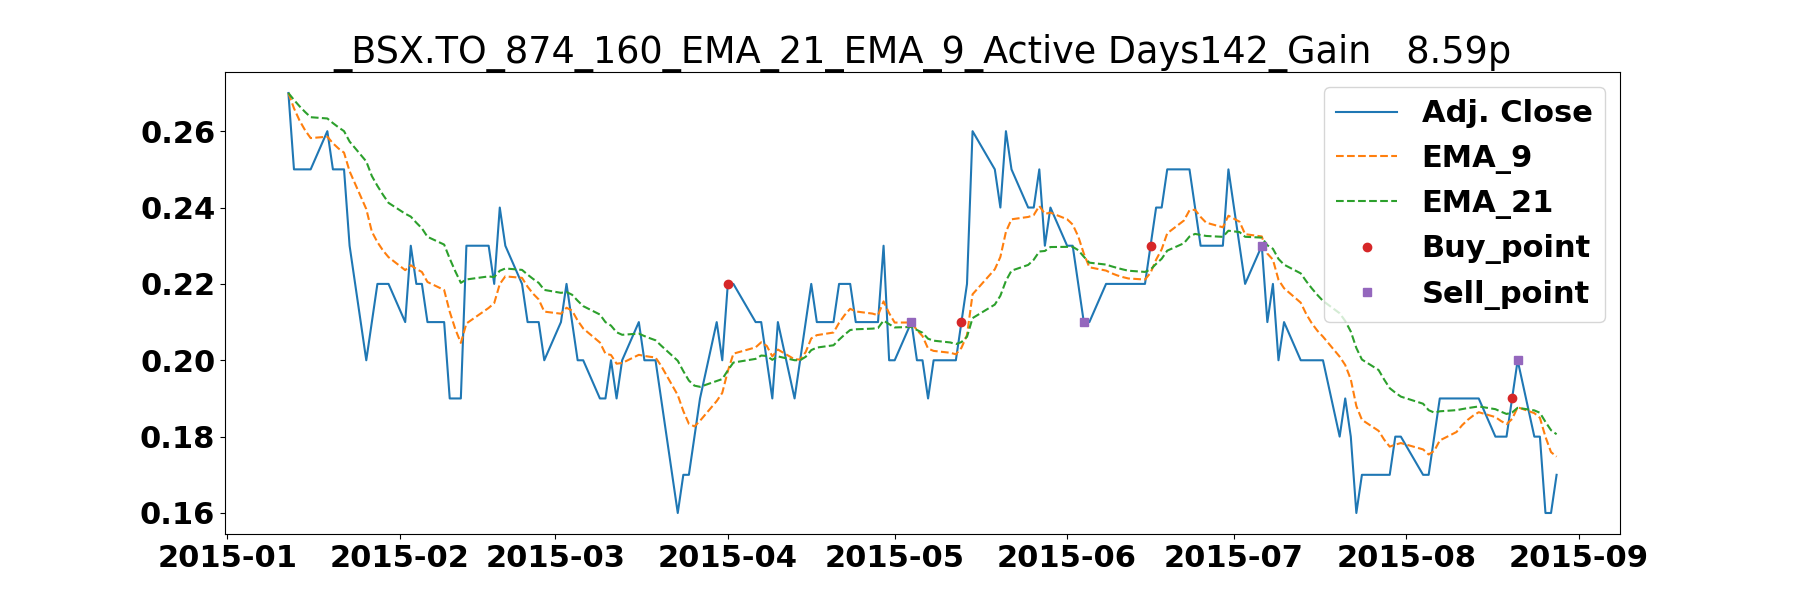 _BSX.TO_874_160_EMA_21_EMA_9_Active Days142_Gain   8.59p
Adj. Close
EMA_9
EMA_21
Buy_point
Sell_point
0.26
0.24
0.22
0.20
0.18
0.16
2015-01 2015-02 2015-03 2015-04 2015-05 2015-06 2015-07 2015-08 2015-09